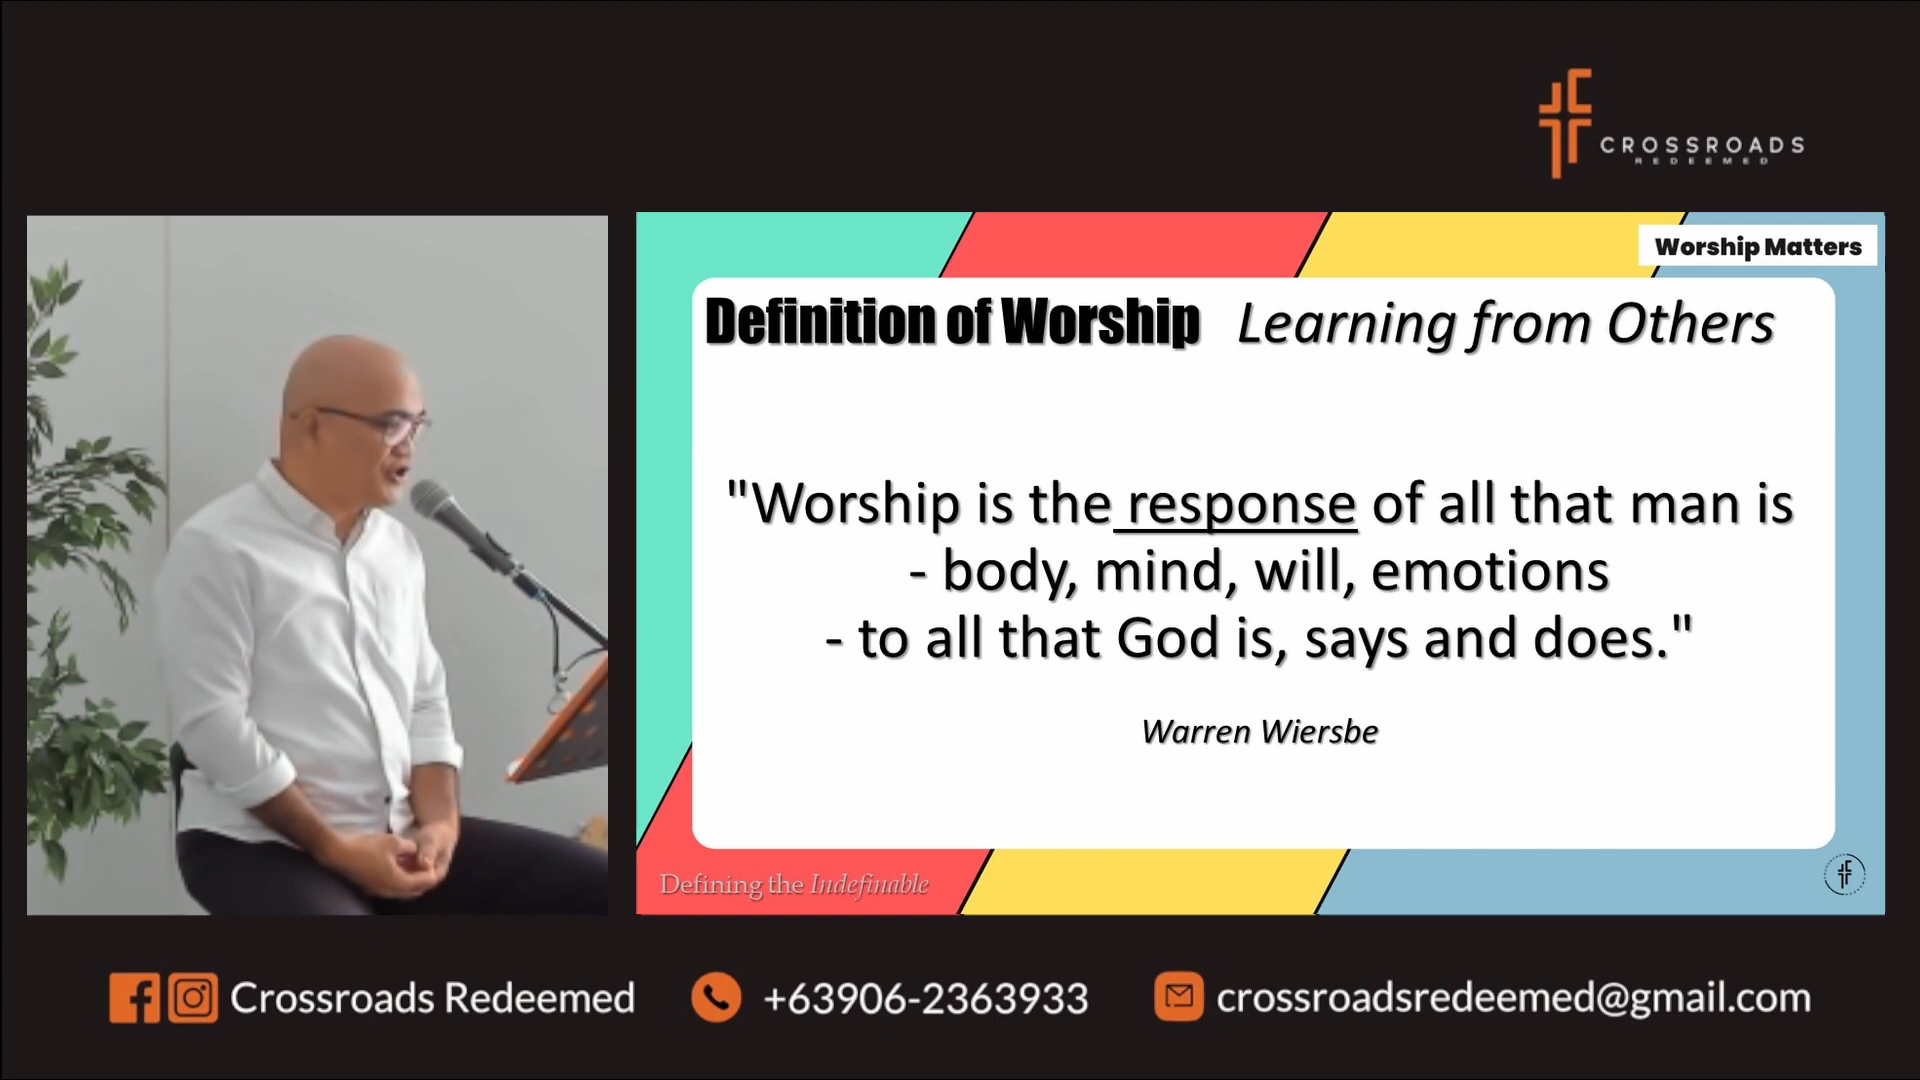 CROSSROADS
REDEEMED
Worship Matters
Definition of Worship Learning from Others
"Worship is the response of all that man is
- body, mind, will, emotions
- to all that God is, says and does."
Warren Wiersbe
Defining the Indefinable
Crossroads Redeemed
+63906-2363933
crossroadsredeemed@gmail.com